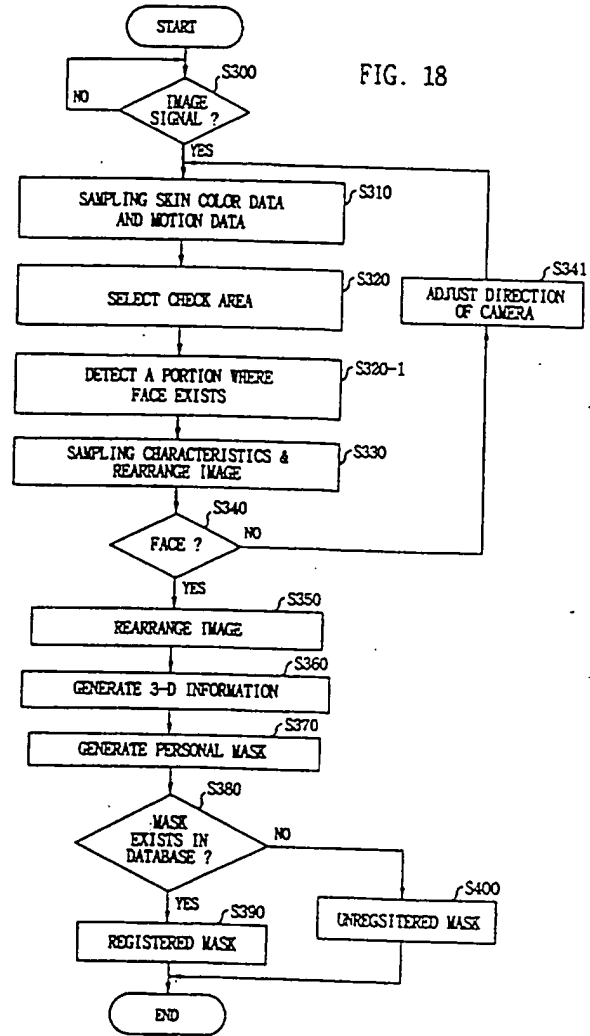 START
FIG. 18
S300
NO
IMAGE
SIGNAL ?
YES
S310
SAMPLING SKIN COLOR DATA
AND MOTION DATA
S341
ADJUST DIRECTION
OF CAMERA
S320
SELECT CHECK AREA
S320-1
DETECT A PORTION WHERE
FACE EXISTS
S330
SAMPLING CHARACTERISTICS &
REARRANGE IMAGE
S340
FACE ?
NO
YES
S350
REARRANGE IMAGE
S360
GENERATE 3-D INFORMATION
S370
GENERATE PERSONAL MASK
S380
MASK
EXISTS IN
DATABASE ?
NO
YES
S390
REGISTERED MASK
S400
UNREGSITERED MASK
END